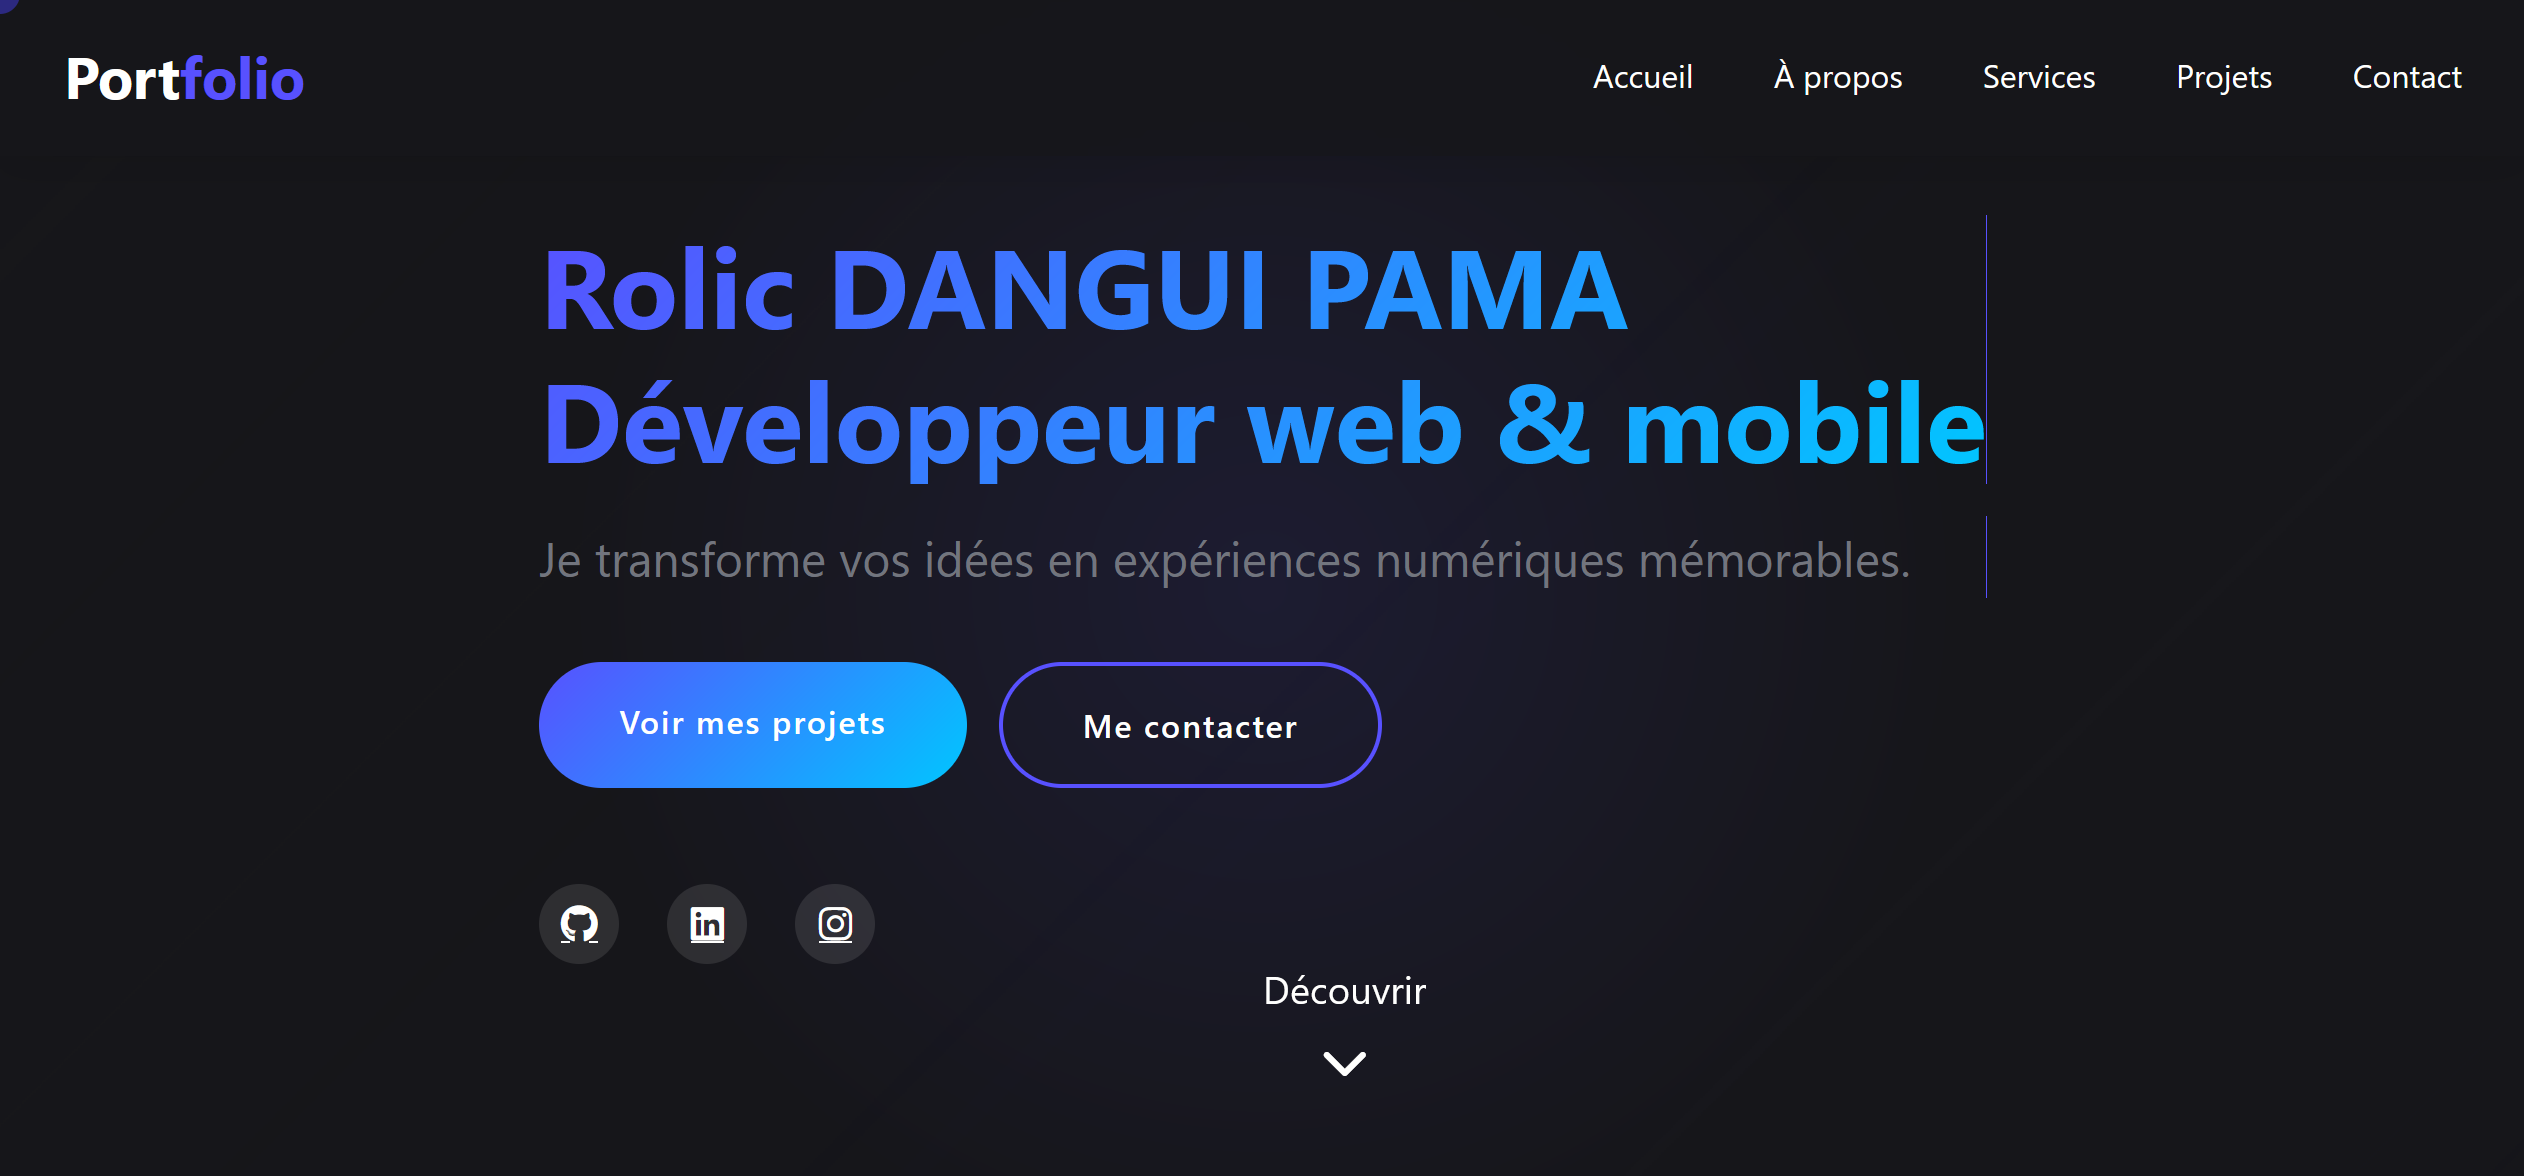 Portfolio
Accueil À propos Services Projets Contact
Rolic DANGUI PAMA
Développeur web & mobile
Je transforme vos idées en expériences numériques mémorables.
Voir mes projets Me contacter
in
Découvrir